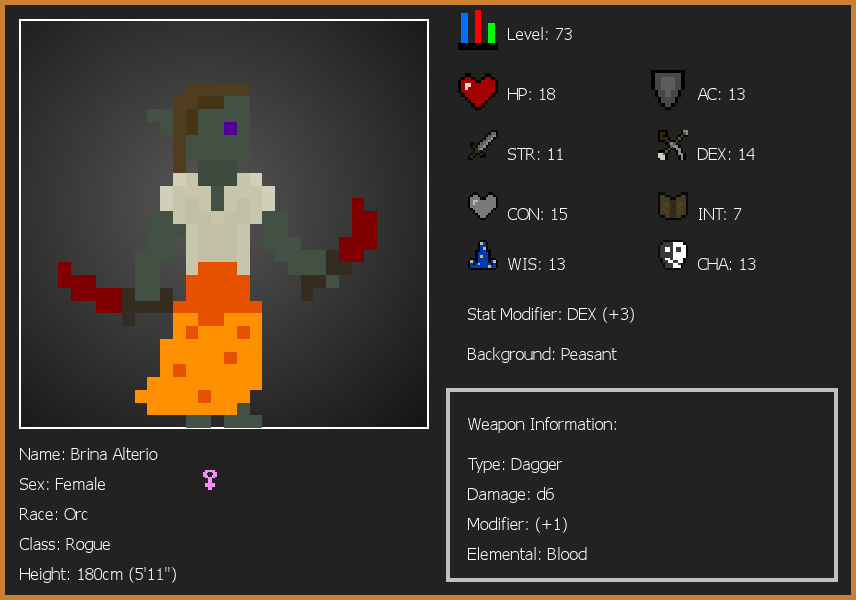 Level: 73
HP: 18
AC: 13
STR: 11
DEX: 14
CON: 15
INT: 7
WIS: 13
CHA: 13
Stat Modifier: DEX (+3)
Background: Peasant
Weapon Information:
Type: Dagger
Damage: d6
Modifier: (+1)
Elemental: Blood
Name: Brina Alterio
Sex: Female
Race: Orc
Class: Rogue
Height: 180cm (5'11")